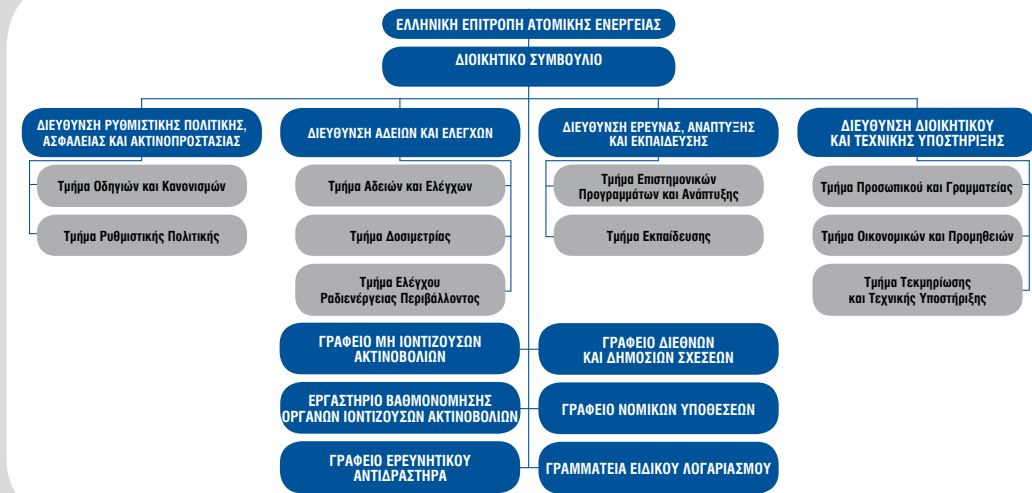 ΕΛΛΗΝΙΚΗ ΕΠΙΤΡΟΠΗ ΑΤΟΜΙΚΗΣ ΕΝΕΡΓΕΙΑΣ
ΔΙΟΙΚΗΤΙΚΟ ΣΥΜΒΟΥΛΙΟ
ΔΙΕΥΘΥΝΣΗ ΡΥΘΜΙΣΤΙΚΗΣ ΠΟΛΙΤΙΚΗΣ,
ΑΣΦΑΛΕΙΑΣ ΚΑΙ ΑΚΤΙΝΟΠΡΟΣΤΑΣΙΑΣ
Τμήμα Οδηγιών και Κανονισμών
Τμήμα Ρυθμιστικής Πολιτικής
ΔΙΕΥΘΥΝΣΗ ΑΔΕΙΩΝ ΚΑΙ ΕΛΕΓΧΩΝ
Τμήμα Αδειών και Ελέγχων
Τμήμα Δοσιμετρίας
Τμήμα Ελέγχου
Ραδιενέργειας Περιβάλλοντος
ΔΙΕΥΘΥΝΣΗ ΕΡΕΥΝΑΣ, ΑΝΑΠΤΥΞΗΣ
ΚΑΙ ΕΚΠΑΙΔΕΥΣΗΣ
Τμήμα Επιστημονικών
Προγραμμάτων και Ανάπτυξης
Τμήμα Εκπαίδευσης
ΔΙΕΥΘΥΝΣΗ ΔΙΟΙΚΗΤΙΚΟΥ
ΚΑΙ ΤΕΧΝΙΚΗΣ ΥΠΟΣΤΗΡΙΞΗΣ
Τμήμα Προσωπικού και Γραμματείας
Τμήμα Οικονομικών και Προμηθειών
Τμήμα Τεκμηρίωσης
και Τεχνικής Υποστήριξης
ΓΡΑΦΕΙΟ ΜΗ ΙΟΝΤΙΖΟΥΣΩΝ
ΑΚΤΙΝΟΒΟΛΙΩΝ
ΓΡΑΦΕΙΟ ΔΙΕΘΝΩΝ
ΚΑΙ ΔΗΜΟΣΙΩΝ ΣΧΕΣΕΩΝ
ΕΡΓΑΣΤΗΡΙΟ ΒΑΘΜΟΝΟΜΗΣΗΣ
ΟΡΓΑΝΩΝ ΙΟΝΤΙΖΟΥΣΩΝ ΑΚΤΙΝΟΒΟΛΙΩΝ
ΓΡΑΦΕΙΟ ΝΟΜΙΚΩΝ ΥΠΟΘΕΣΕΩΝ
ΓΡΑΦΕΙΟ ΕΡΕΥΝΗΤΙΚΟΥ
ΑΝΤΙΔΡΑΣΤΗΡΑ
ΓΡΑΜΜΑΤΕΙΑ ΕΙΔΙΚΟΥ ΛΟΓΑΡΙΑΣΜΟΥ